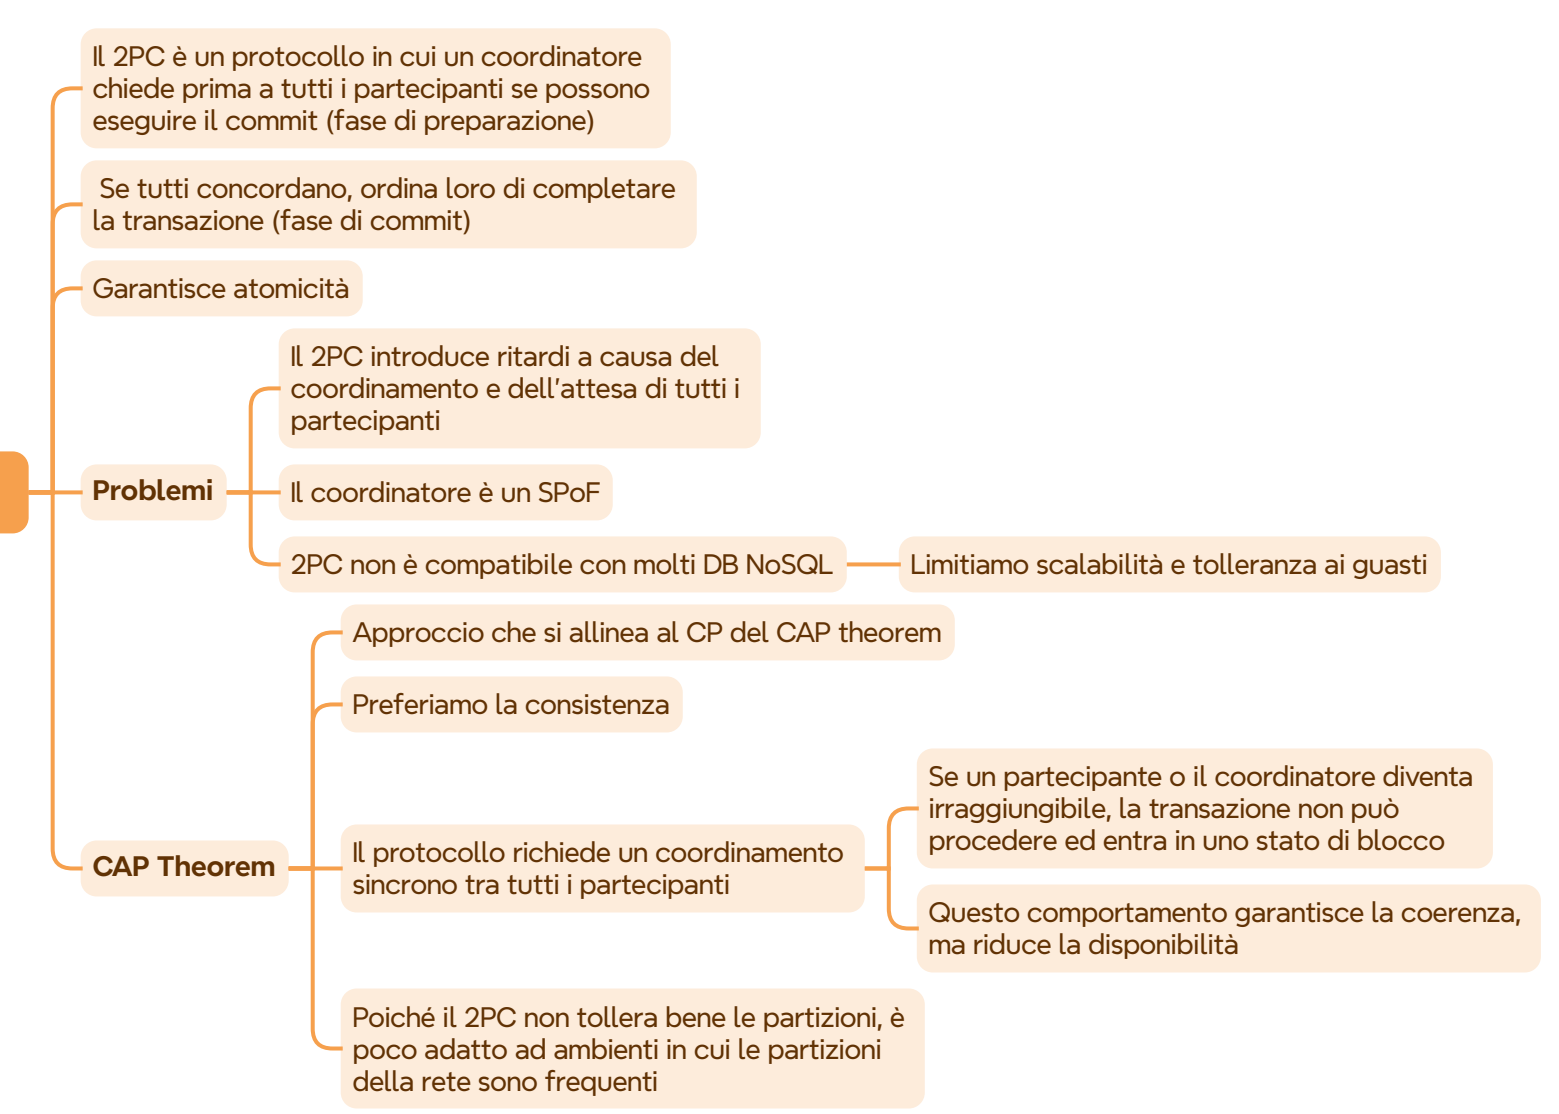 Il 2PC è un protocollo in cui un coordinatore
chiede prima a tutti i partecipanti se possono
eseguire il commit (fase di preparazione)
Se tutti concordano, ordina loro di completare
la transazione (fase di commit)
Garantisce atomicità
Problemi
Il 2PC introduce ritardi a causa del
coordinamento e dell'attesa di tutti i
partecipanti
Il coordinatore è un SPoF
2PC non è compatibile con molti DB NoSQL
Limitiamo scalabilità e tolleranza ai guasti
CAP Theorem
Approccio che si allinea al CP del CAP theorem
Preferiamo la consistenza
Il protocollo richiede un coordinamento
sincrono tra tutti i partecipanti
Se un partecipante o il coordinatore diventa
irraggiungibile, la transazione non può
procedere ed entra in uno stato di blocco
Questo comportamento garantisce la coerenza,
ma riduce la disponibilità
Poiché il 2PC non tollera bene le partizioni, è
poco adatto ad ambienti in cui le partizioni
della rete sono frequenti